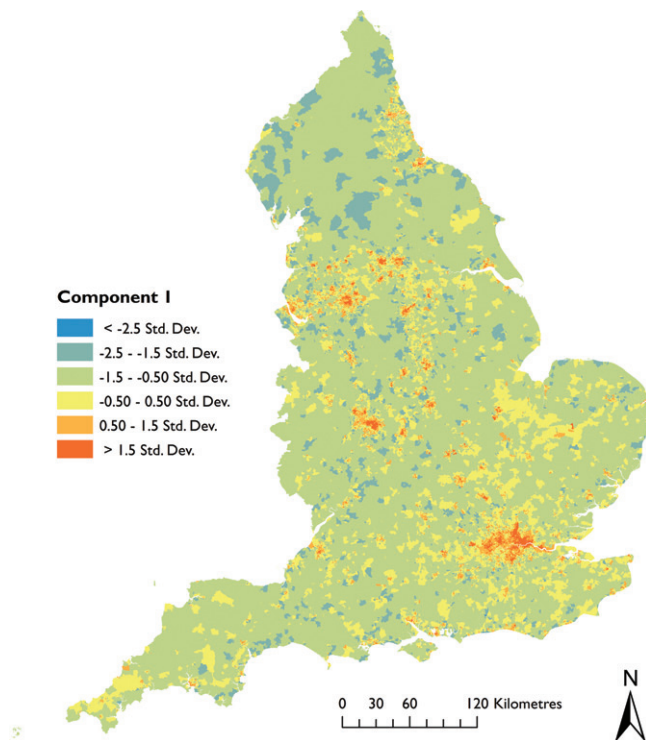 Component 1
< -2.5 Std. Dev.
-2.5 - -1.5 Std. Dev.
-1.5 - -0.50 Std. Dev.
-0.50 - 0.50 Std. Dev.
0.50 - 1.5 Std. Dev.
> 1.5 Std. Dev.
N
0 30 60 120 Kilometres